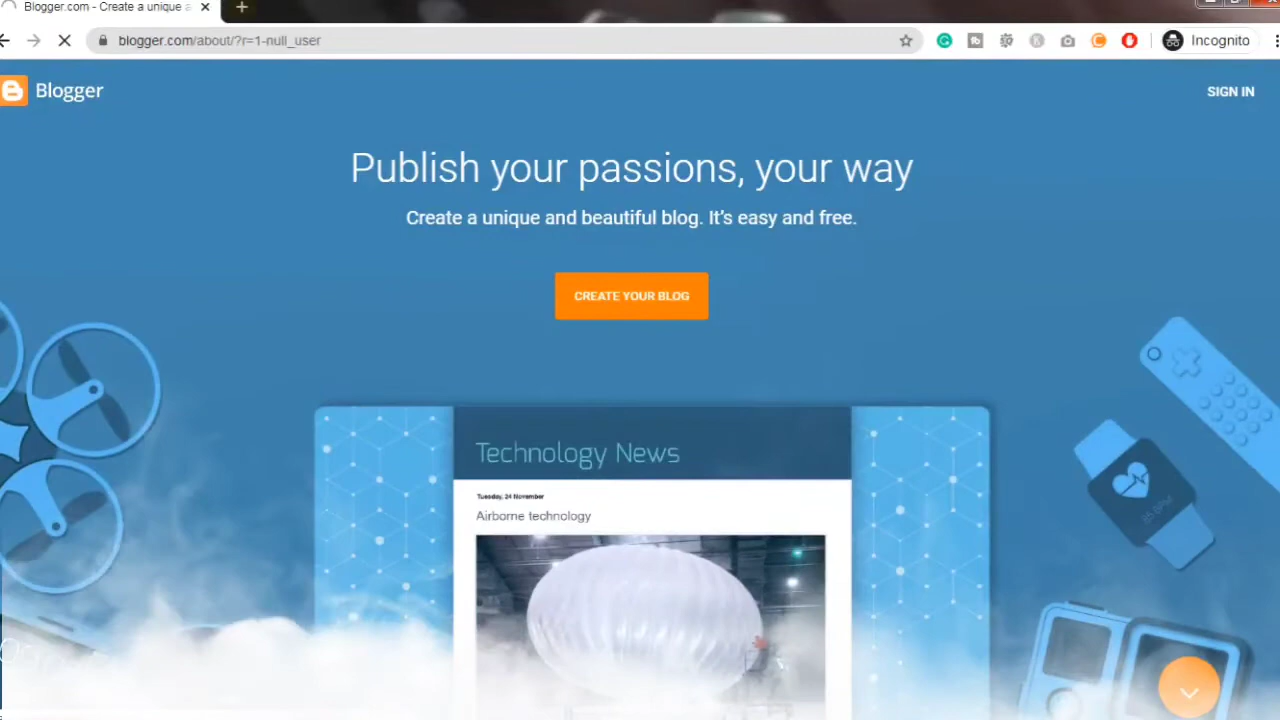 Blogger.com - Create a unique a
blogger.com/about/?r=1-null_user
Incognito
Blogger
SIGN IN
Publish your passions, your way
Create a unique and beautiful blog. It’s easy and free.
CREATE YOUR BLOG
Technology News
Tuesday, 24 November
Airborne technology